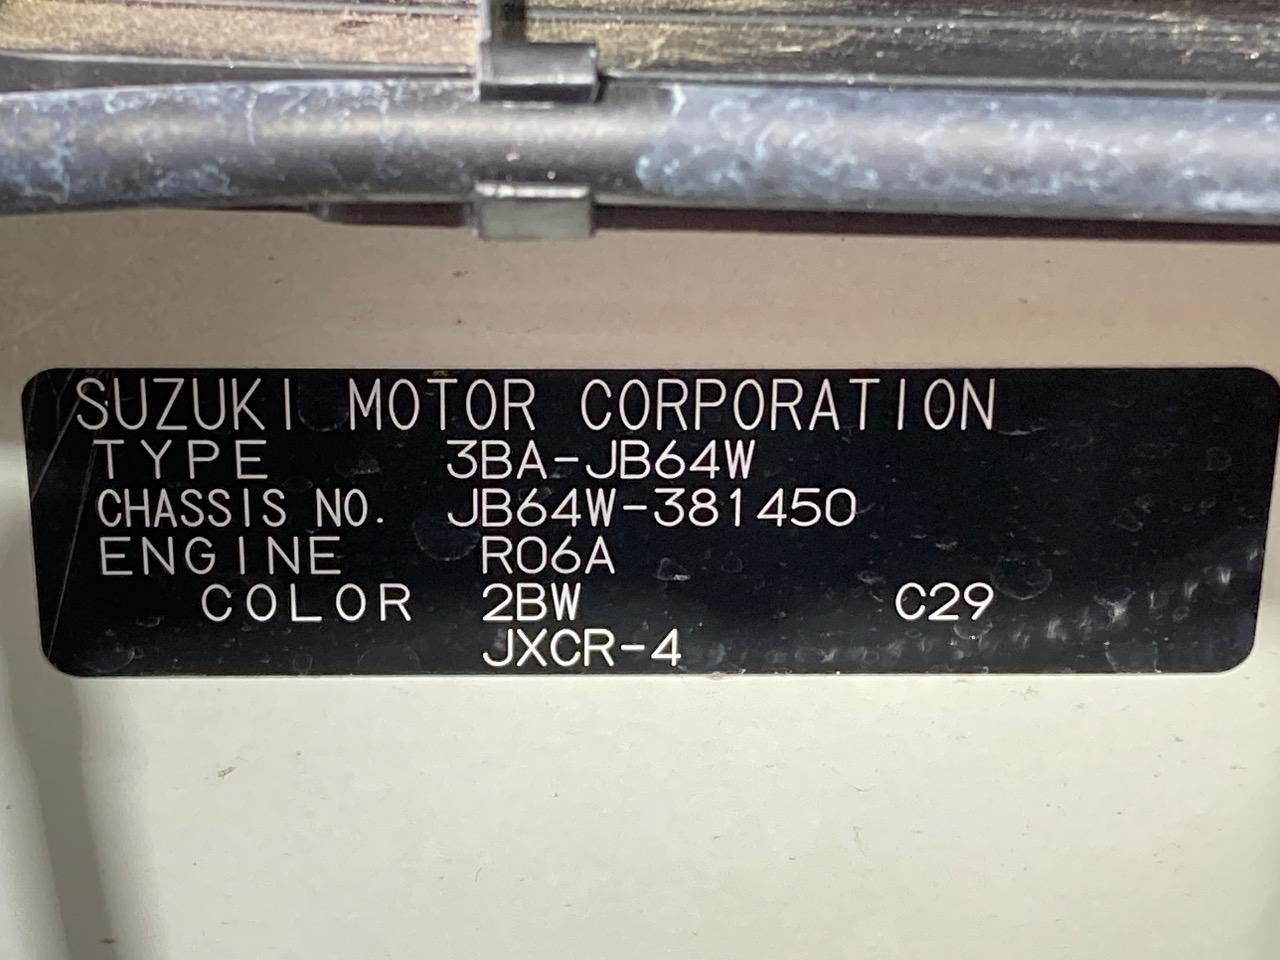 SUZUKI MOTOR CORPORATION
TYPE 3BA-JB64W
CHASSIS NO. JB64W-381450
ENGINE R06A
COLOR 2BW C29
JXCR-4